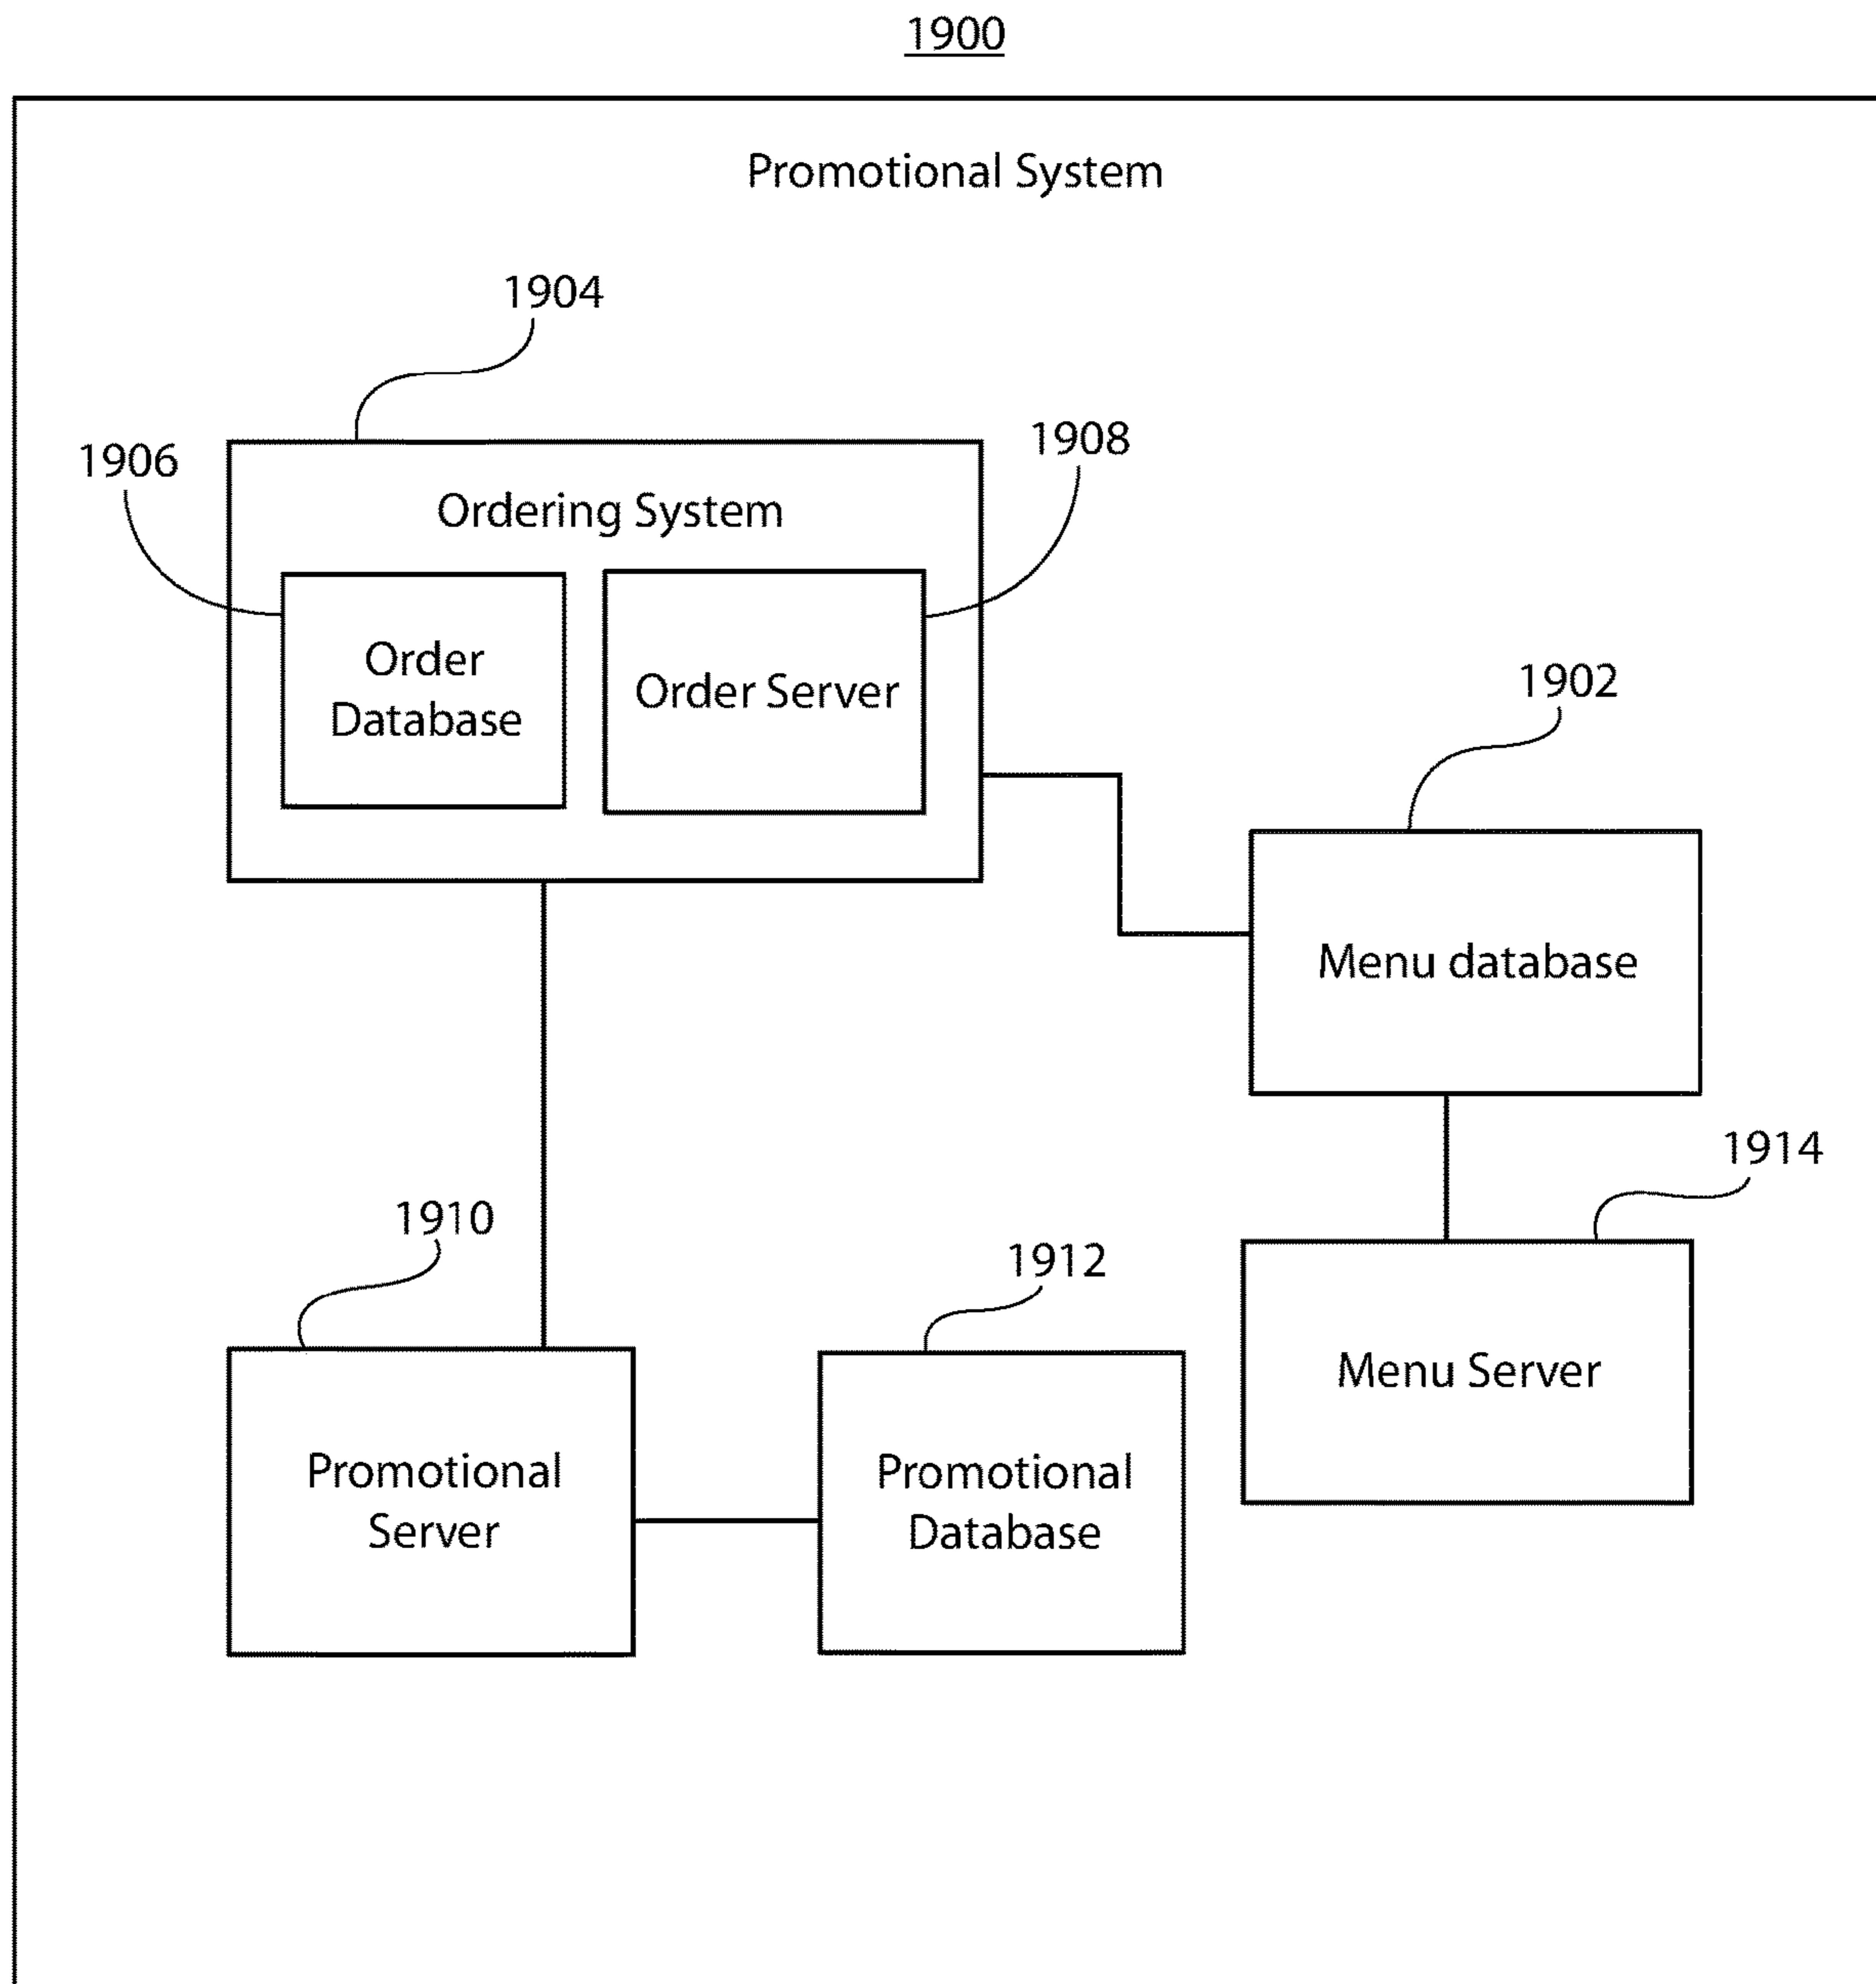 1900
Promotional System
1904
1906
1908
Ordering System
Order
Database
Order Server
1902
Menu database
1914
1910
1912
Menu Server
Promotional
Server
Promotional
Database